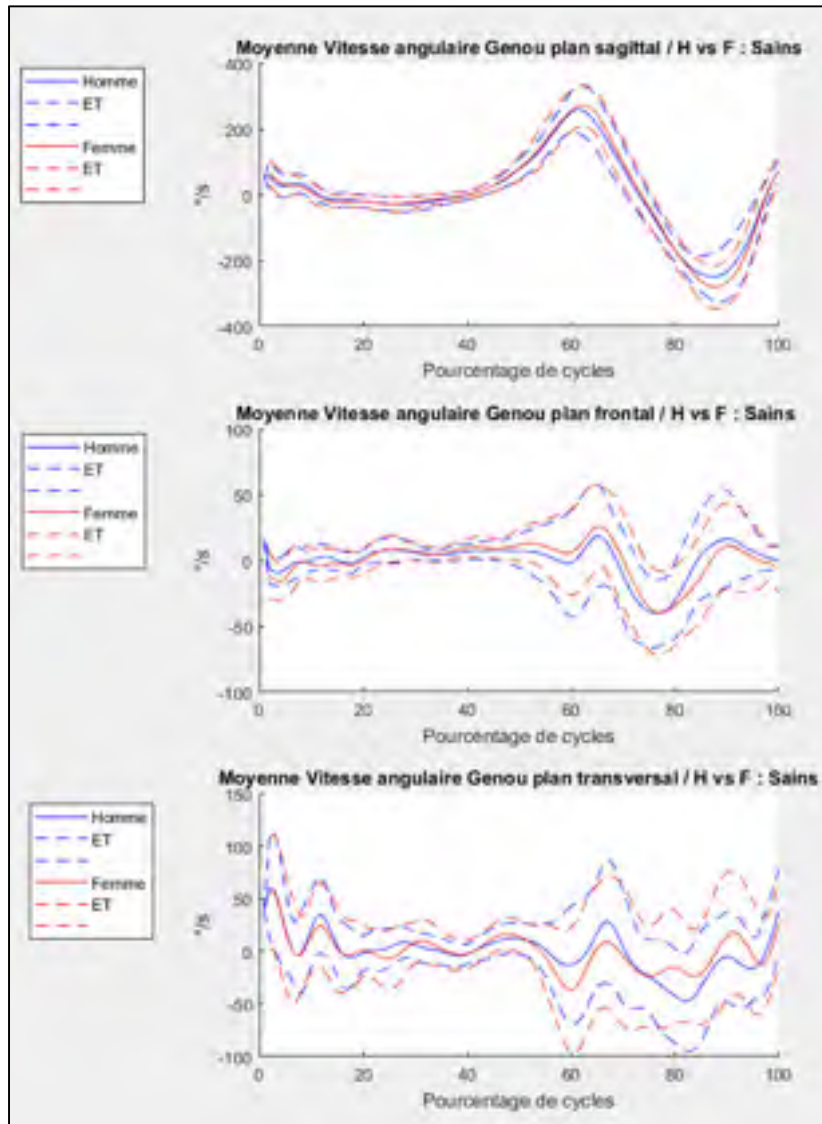 Moyenne Vitesse angulaire Genou plan sagittal / H vs F : Sains
Homme
ET
Femme
ET
400
200
0
-200
-400
°/s
0 20 40 60 80 100
Pourcentage de cycles
Moyenne Vitesse angulaire Genou plan frontal / H vs F : Sains
Homme
ET
Femme
ET
100
50
0
-50
-100
°/s
0 20 40 60 80 100
Pourcentage de cycles
Moyenne Vitesse angulaire Genou plan transversal / H vs F : Sains
Homme
ET
Femme
ET
150
100
50
0
-50
-100
°/s
0 20 40 60 80 100
Pourcentage de cycles